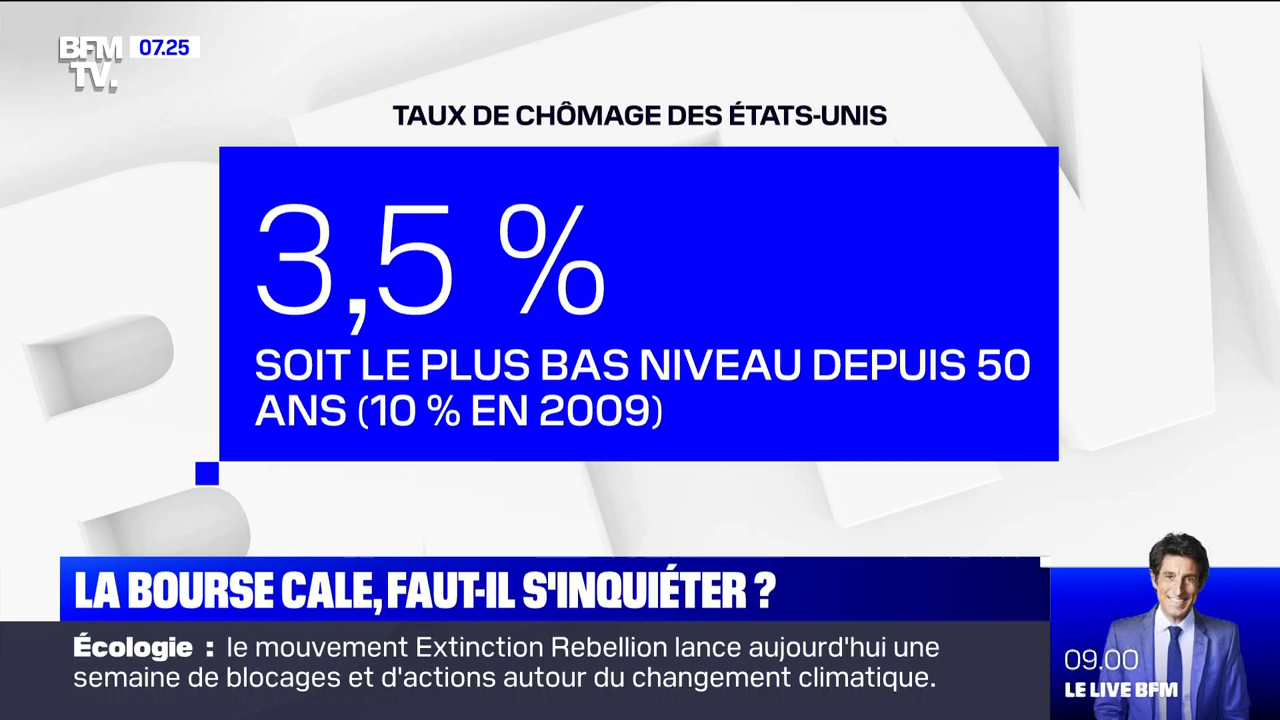 BFM
TV.
07.25
TAUX DE CHÔMAGE DES ÉTATS-UNIS
3,5 %
SOIT LE PLUS BAS NIVEAU DEPUIS 50
ANS (10 % EN 2009)
LA BOURSE CALE, FAUT-IL S'INQUIÉTER ?
Écologie : le mouvement Extinction Rebellion lance aujourd'hui une
semaine de blocages et d'actions autour du changement climatique.
09.00
LE LIVE BFM